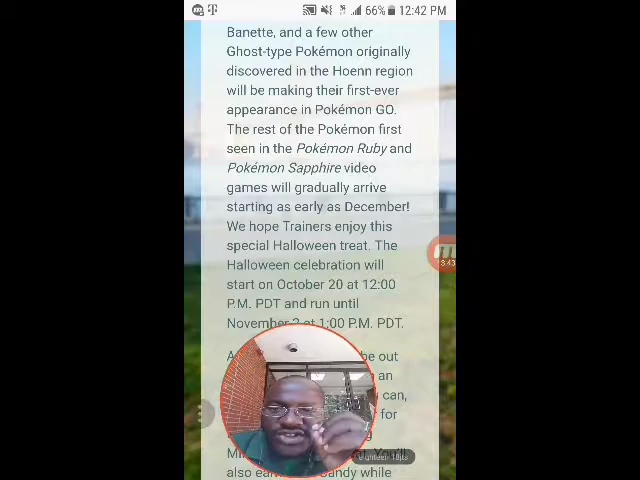 66% 12:42 PM
Banette, and a few other
Ghost-type Pokémon originally
discovered in the Hoenn region
will be making their first-ever
appearance in Pokémon GO.
The rest of the Pokémon first
seen in the Pokémon Ruby and
Pokémon Sapphire video
games will gradually arrive
starting as early as December!
We hope Trainers enjoy this
special Halloween treat. The
Halloween celebration will
start on October 20 at 12:00
P.M. PDT and run until
November 2 at 1:00 P.M. PDT.
be out
an
can,
for
also candy while